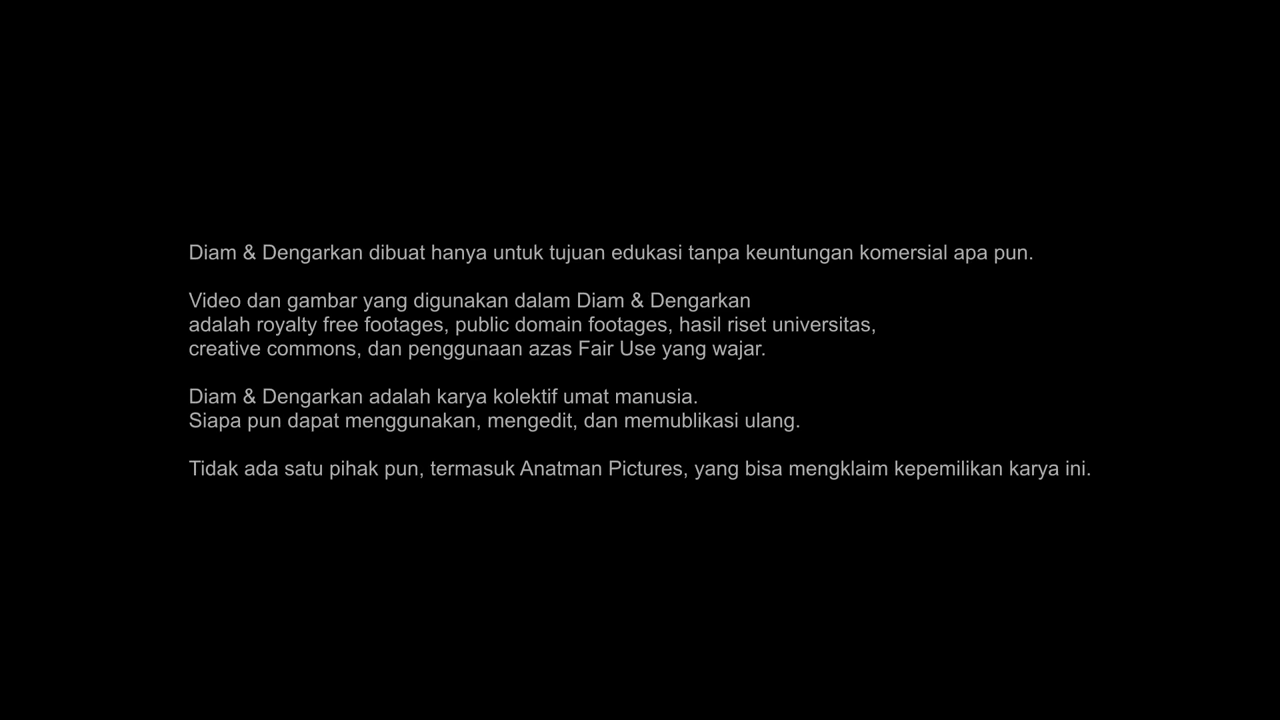 Diam & Dengarkan dibuat hanya untuk tujuan edukasi tanpa keuntungan komersial apa pun.
Video dan gambar yang digunakan dalam Diam & Dengarkan
adalah royalty free footages, public domain footages, hasil riset universitas,
creative commons, dan penggunaan azas Fair Use yang wajar.
Diam & Dengarkan adalah karya kolektif umat manusia.
Siapa pun dapat menggunakan, mengedit, dan memublikasi ulang.
Tidak ada satu pihak pun, termasuk Anatman Pictures, yang bisa mengklaim kepemilikan karya ini.